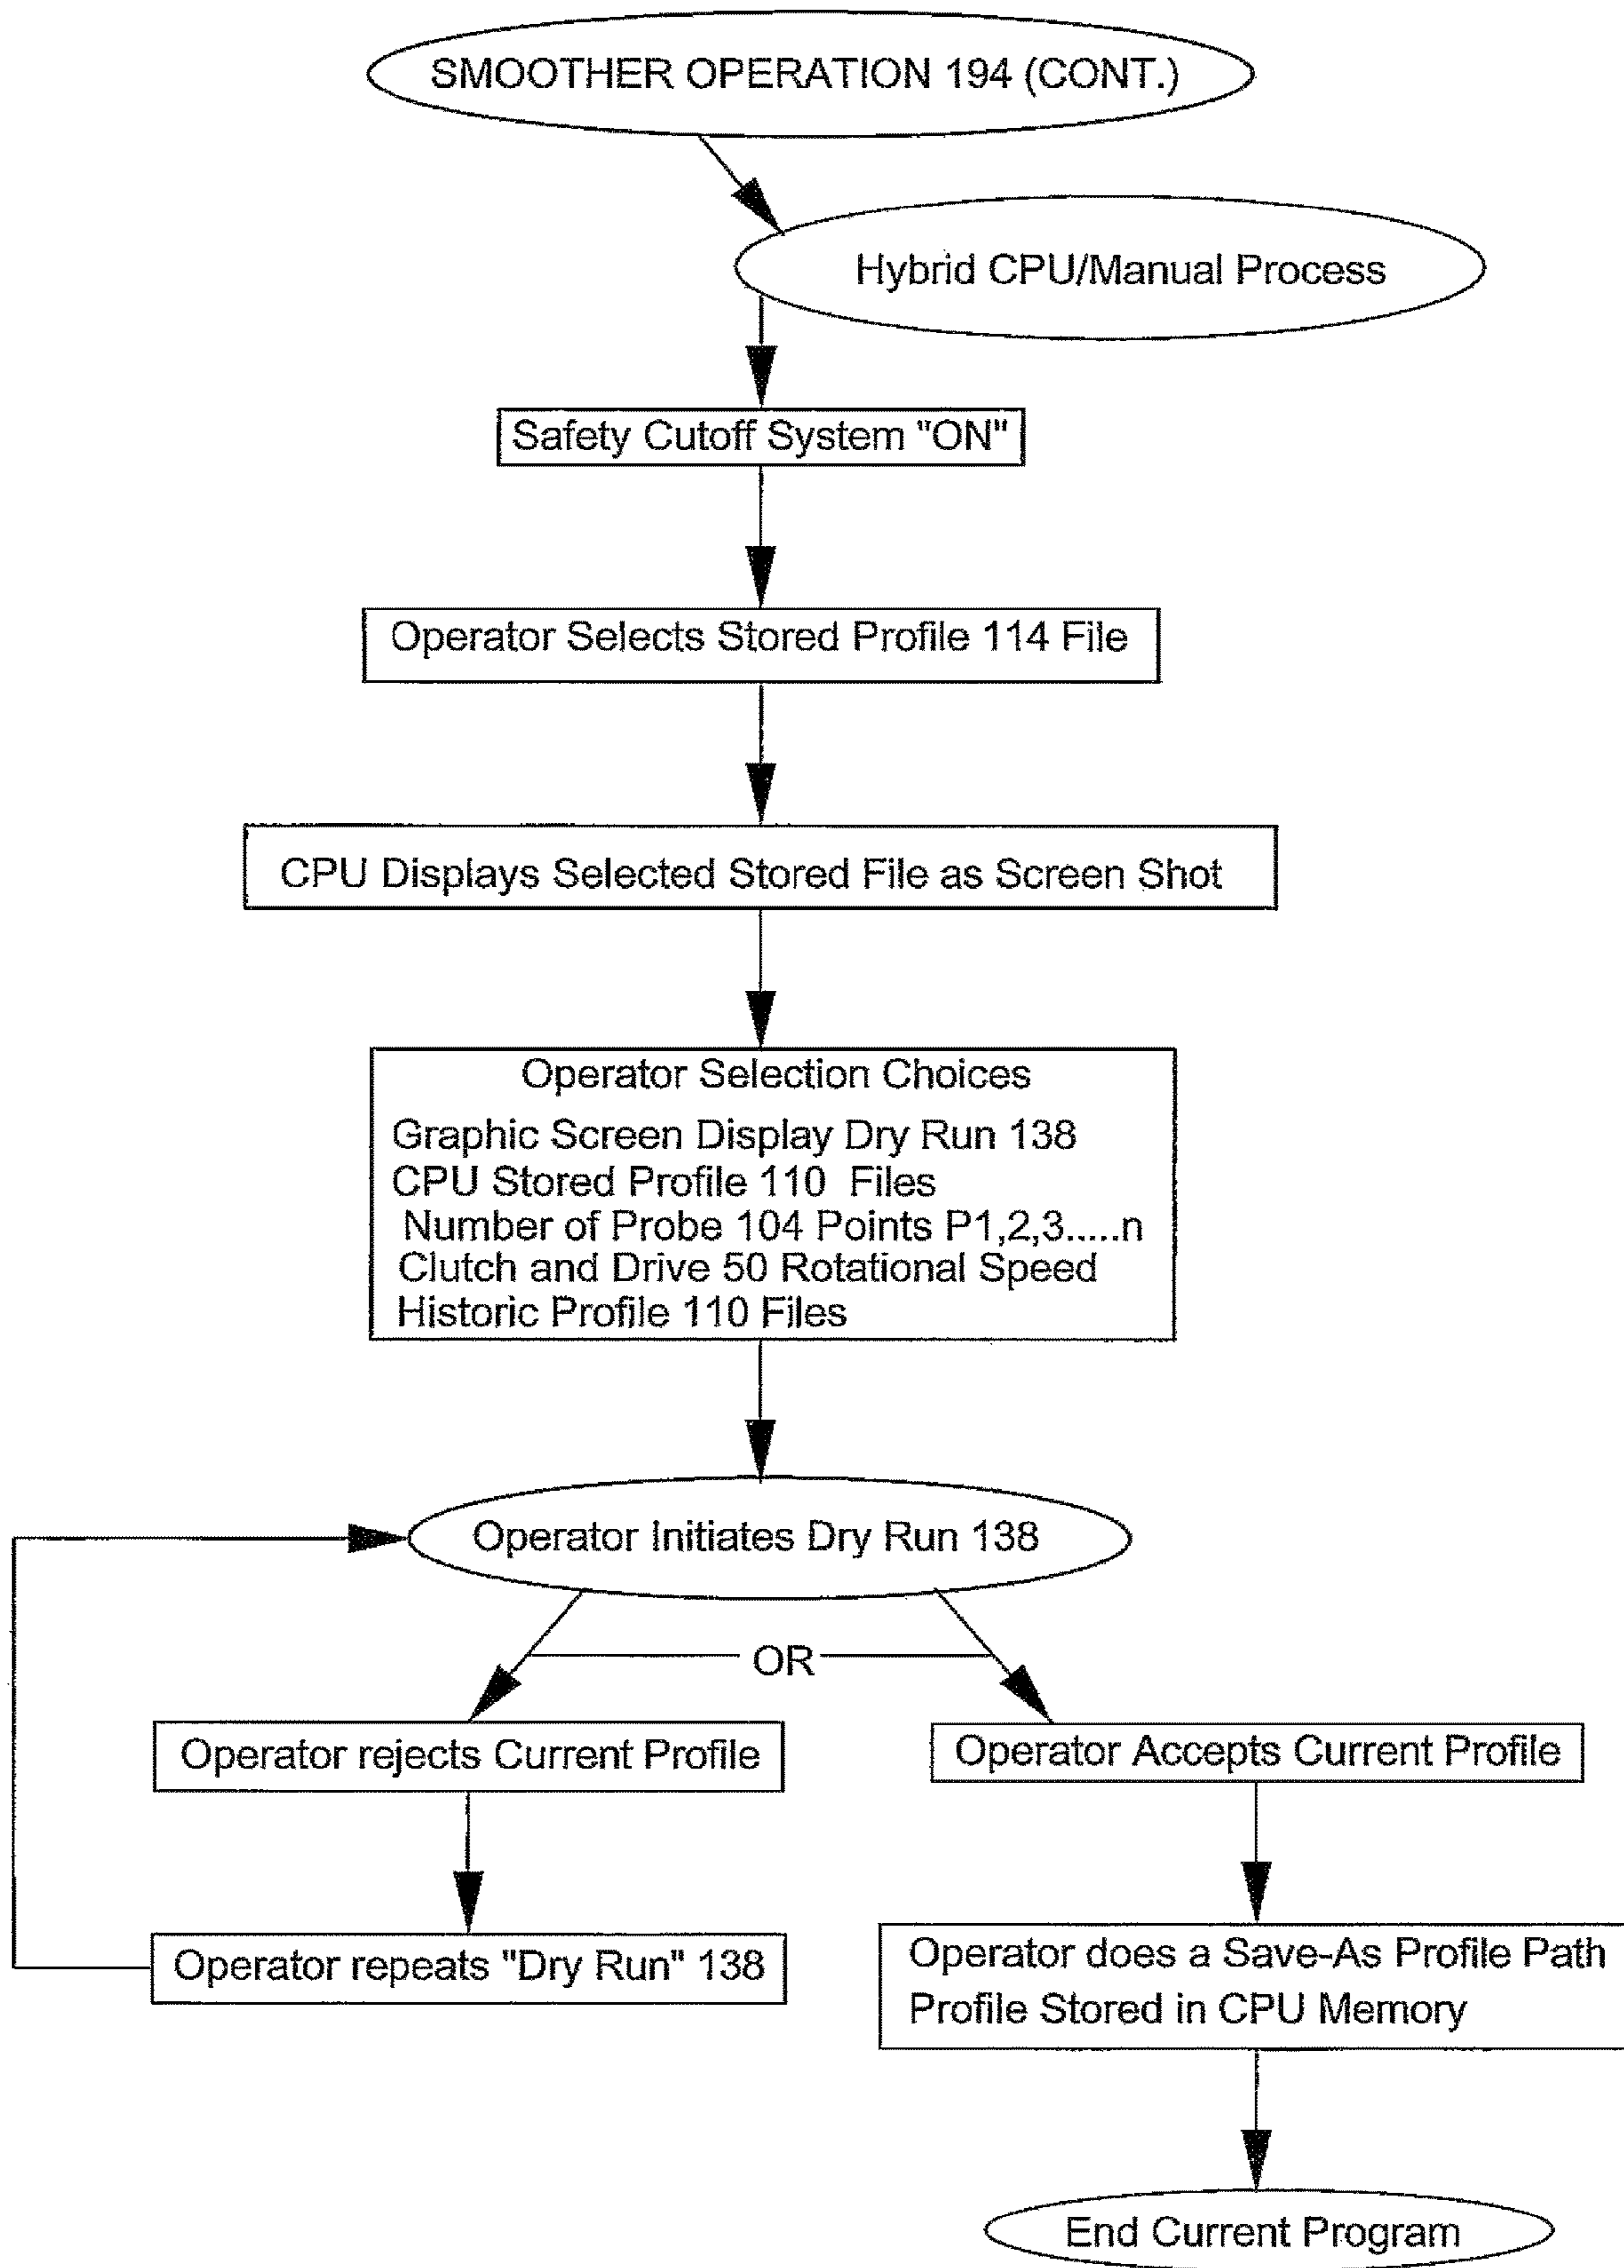 SMOOTHER OPERATION 194 (CONT.)
Hybrid CPU/Manual Process
Safety Cutoff System "ON"
Operator Selects Stored Profile 114 File
CPU Displays Selected Stored File as Screen Shot
Operator Selection Choices
Graphic Screen Display Dry Run 138
CPU Stored Profile 110 Files
Number of Probe 104 Points P1,2,3.....n
Clutch and Drive 50 Rotational Speed
Historic Profile 110 Files
Operator Initiates Dry Run 138
OR
Operator rejects Current Profile
Operator Accepts Current Profile
Operator repeats "Dry Run" 138
Operator does a Save-As Profile Path
Profile Stored in CPU Memory
End Current Program